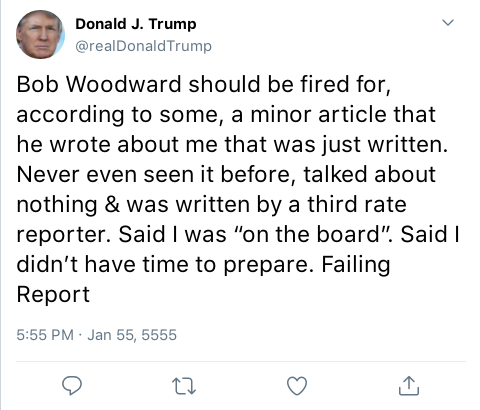 Donald J. Trump
@realDonaldTrump
Bob Woodward should be fired for,
according to some, a minor article that
he wrote about me that was just written.
Never even seen it before, talked about
nothing & was written by a third rate
reporter. Said I was “on the board”. Said I
didn’t have time to prepare. Failing
Report
5:55 PM · Jan 55, 5555